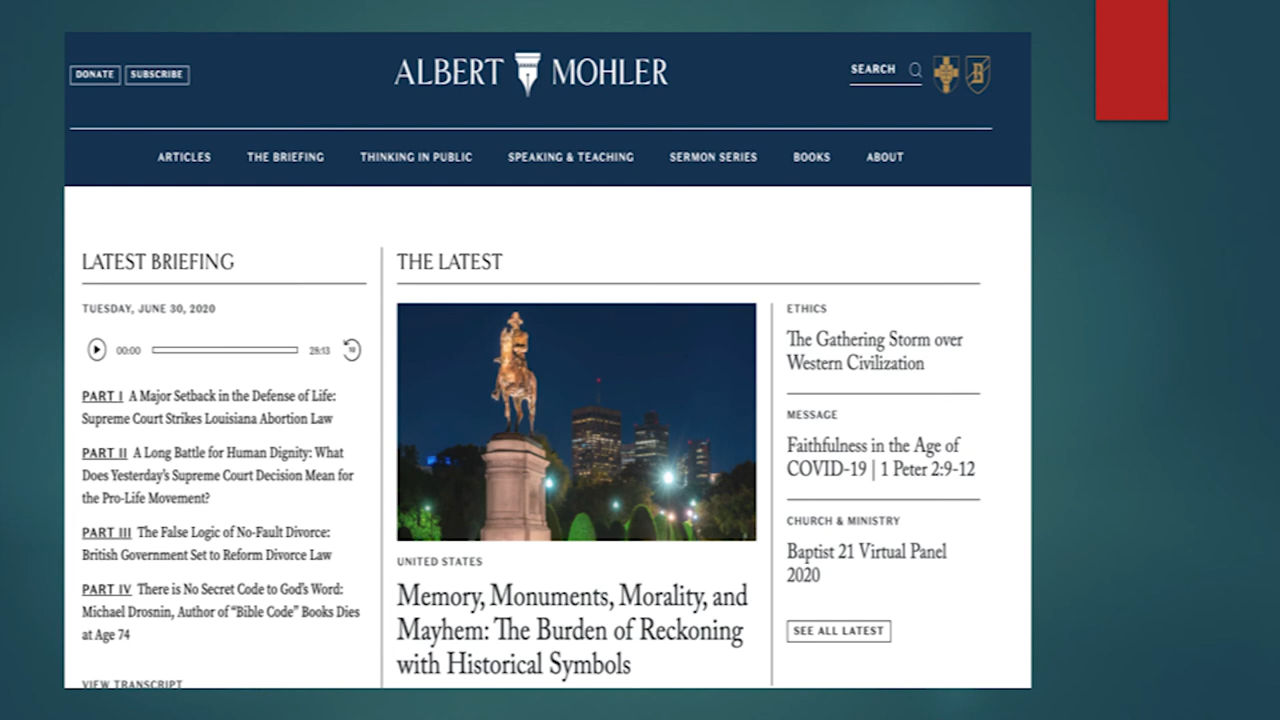 DONATE
SUBSCRIBE
ALBERT MOHLER
SEARCH
ARTICLES
THE BRIEFING
THINKING IN PUBLIC
SPEAKING & TEACHING
SERMON SERIES
BOOKS
ABOUT
LATEST BRIEFING
TUESDAY, JUNE 30, 2020
00:00
28:13
PART I A Major Setback in the Defense of Life:
Supreme Court Strikes Louisiana Abortion Law
PART II A Long Battle for Human Dignity: What
Does Yesterday's Supreme Court Decision Mean for
the Pro-Life Movement?
PART III The False Logic of No-Fault Divorce:
British Government Set to Reform Divorce Law
PART IV There is No Secret Code to God's Word:
Michael Drosnin, Author of “Bible Code” Books Dies
at Age 74
VIEW TRANSCRIPT
THE LATEST
UNITED STATES
Memory, Monuments, Morality, and
Mayhem: The Burden of Reckoning
with Historical Symbols
ETHICS
The Gathering Storm over
Western Civilization
MESSAGE
Faithfulness in the Age of
COVID-19 | 1 Peter 2:9-12
CHURCH & MINISTRY
Baptist 21 Virtual Panel
2020
SEE ALL LATEST